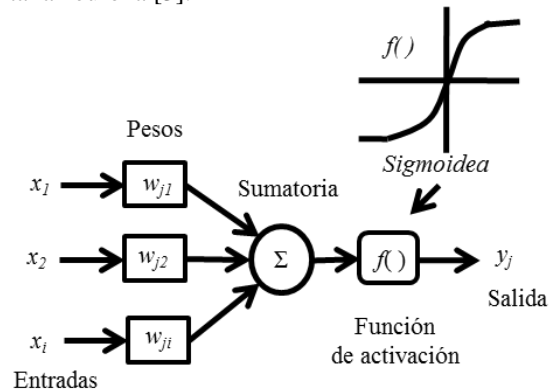 f( )
Sigmoidea
Pesos
Sumatoria
x1
wj1
x2
wj2
Σ
f( )
yj
Salida
xi
wji
Entradas
Función
de activación